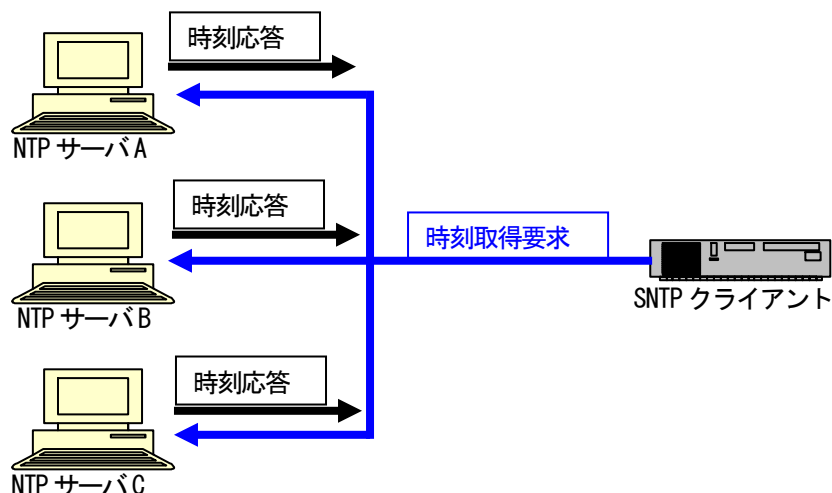 時刻応答
NTP サーバ A
時刻応答
時刻取得要求
NTP サーバ B
SNTP クライアント
時刻応答
NTP サーバ C